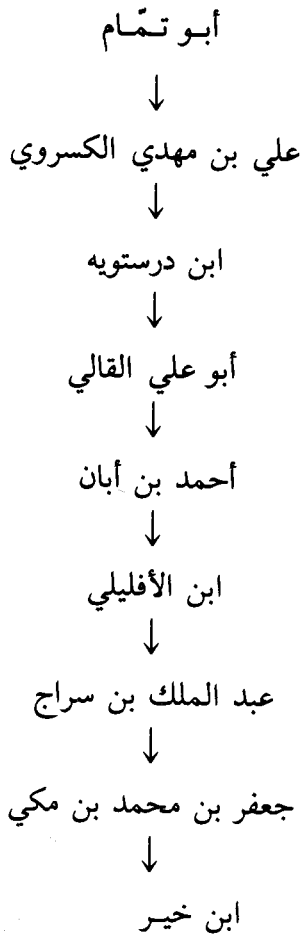 أبو تمّام
↓
علي بن مهدي الكسروي
↓
ابن درستويه
↓
أبو علي القالي
↓
أحمد بن أبان
↓
ابن الأفليلي
↓
عبد الملك بن سراج
↓
جعفر بن محمد بن مكي
↓
ابن خير